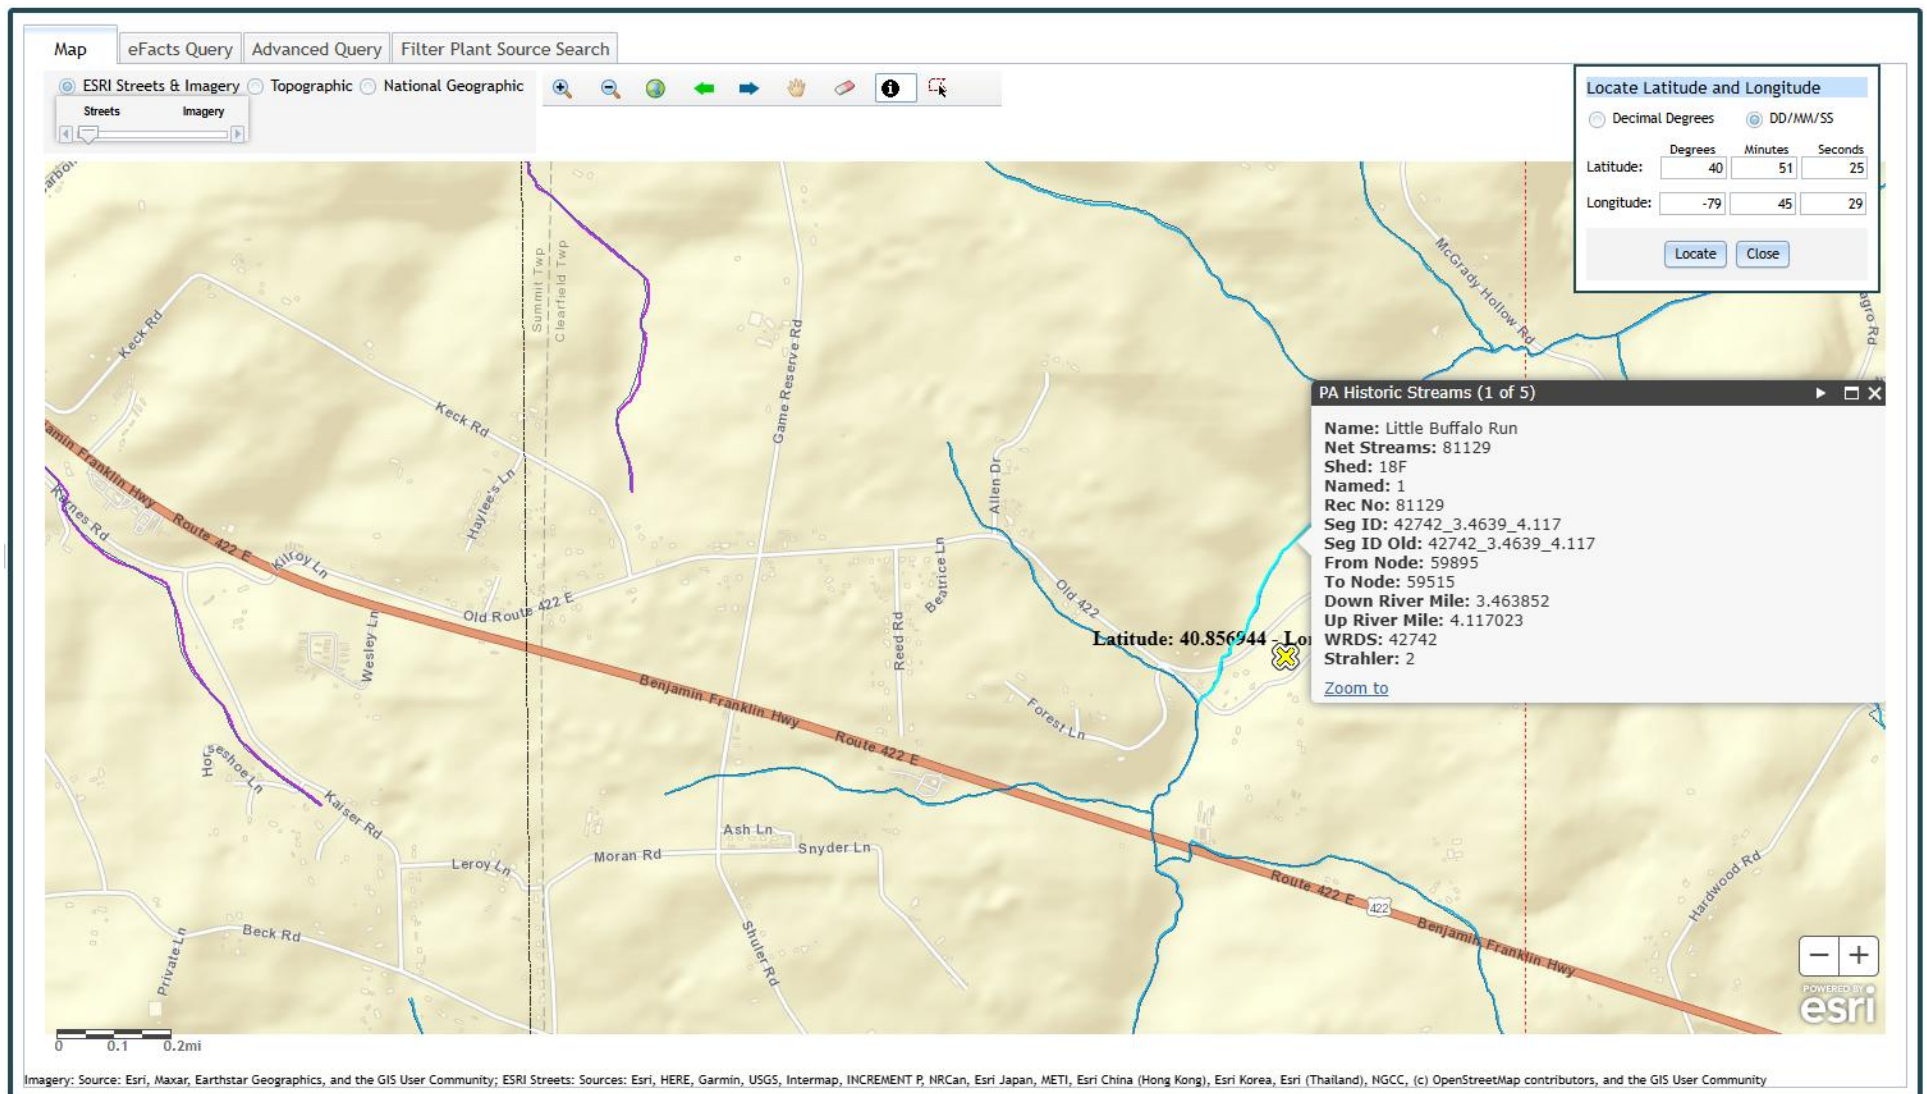 Map
eFacts Query
Advanced Query
Filter Plant Source Search
ESRI Streets & Imagery
Topographic
National Geographic
Streets
Imagery
Locate Latitude and Longitude
Decimal Degrees
DD/MM/SS
Degrees Minutes Seconds
Latitude: 40 51 25
Longitude: -79 45 29
Locate
Close
Summit Twp
Clearfield Twp
McGrady Hollow Rd
agro Rd
Keck Rd
Game Reserve Rd
Keck Rd
PA Historic Streams (1 of 5)
Name: Little Buffalo Run
Net Streams: 81129
Shed: 18F
Named: 1
Rec No: 81129
Seg ID: 42742_3.4639_4.117
Seg ID Old: 42742_3.4639_4.117
From Node: 59895
To Node: 59515
Down River Mile: 3.463852
Up River Mile: 4.117023
WRDS: 42742
Strahler: 2
Zoom to
amin Franklin Hwy
Route 422 E
Haylee's Ln
Allen Dr
Kilroy Ln
Old Route 422 E
Beatrice Ln
Old 422
Reed Rd
Wesley Ln
Latitude: 40.856944 - Lo
Benjamin Franklin Hwy
Route 422 E
Forest Ln
Horseshoe Ln
Kaiser Rd
Ash Ln
Snyder Ln
Moran Rd
Leroy Ln
Route 422 E
422
Benjamin Franklin Hwy
Hardwood Rd
Beck Rd
Private Ln
Shuler Rd
POWERED BY
esri
0 0.1 0.2mi
Imagery: Source: Esri, Maxar, Earthstar Geographics, and the GIS User Community; ESRI Streets: Sources: Esri, HERE, Garmin, USGS, Intermap, INCREMENT P, NRCan, Esri Japan, METI, Esri China (Hong Kong), Esri Korea, Esri (Thailand), NGCC, (c) OpenStreetMap contributors, and the GIS User Community